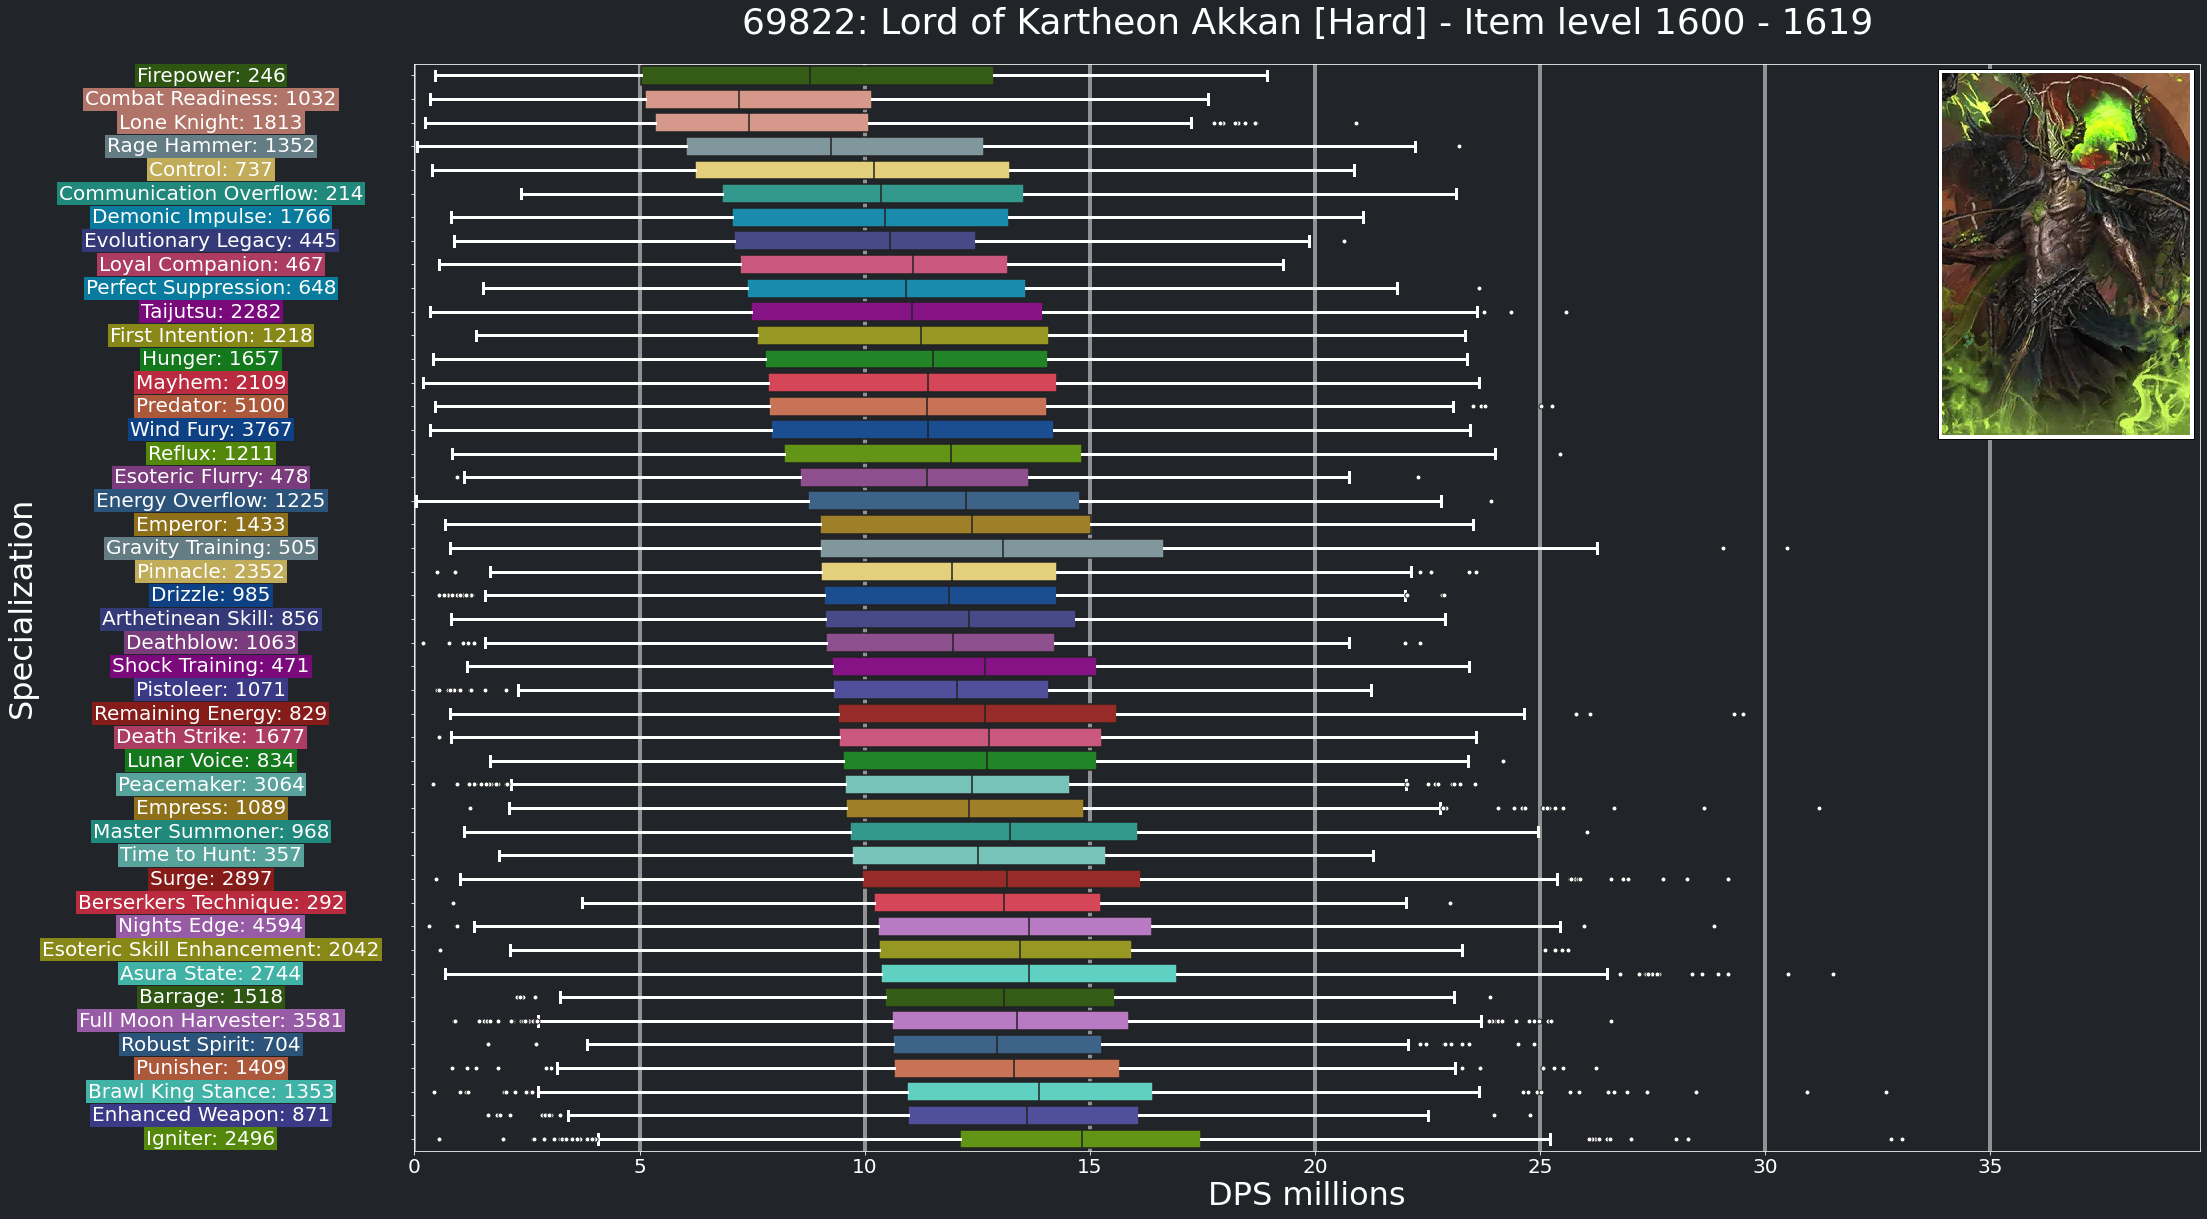 69822: Lord of Kartheon Akkan [Hard] - Item level 1600 - 1619
Specialization
Firepower: 246
Combat Readiness: 1032
Lone Knight: 1813
Rage Hammer: 1352
Control: 737
Communication Overflow: 214
Demonic Impulse: 1766
Evolutionary Legacy: 445
Loyal Companion: 467
Perfect Suppression: 648
Taijutsu: 2282
First Intention: 1218
Hunger: 1657
Mayhem: 2109
Predator: 5100
Wind Fury: 3767
Reflux: 1211
Esoteric Flurry: 478
Energy Overflow: 1225
Emperor: 1433
Gravity Training: 505
Pinnacle: 2352
Drizzle: 985
Arthetinean Skill: 856
Deathblow: 1063
Shock Training: 471
Pistoleer: 1071
Remaining Energy: 829
Death Strike: 1677
Lunar Voice: 834
Peacemaker: 3064
Empress: 1089
Master Summoner: 968
Time to Hunt: 357
Surge: 2897
Berserkers Technique: 292
Nights Edge: 4594
Esoteric Skill Enhancement: 2042
Asura State: 2744
Barrage: 1518
Full Moon Harvester: 3581
Robust Spirit: 704
Punisher: 1409
Brawl King Stance: 1353
Enhanced Weapon: 871
Igniter: 2496
0 5 10 15 20 25 30 35
DPS millions